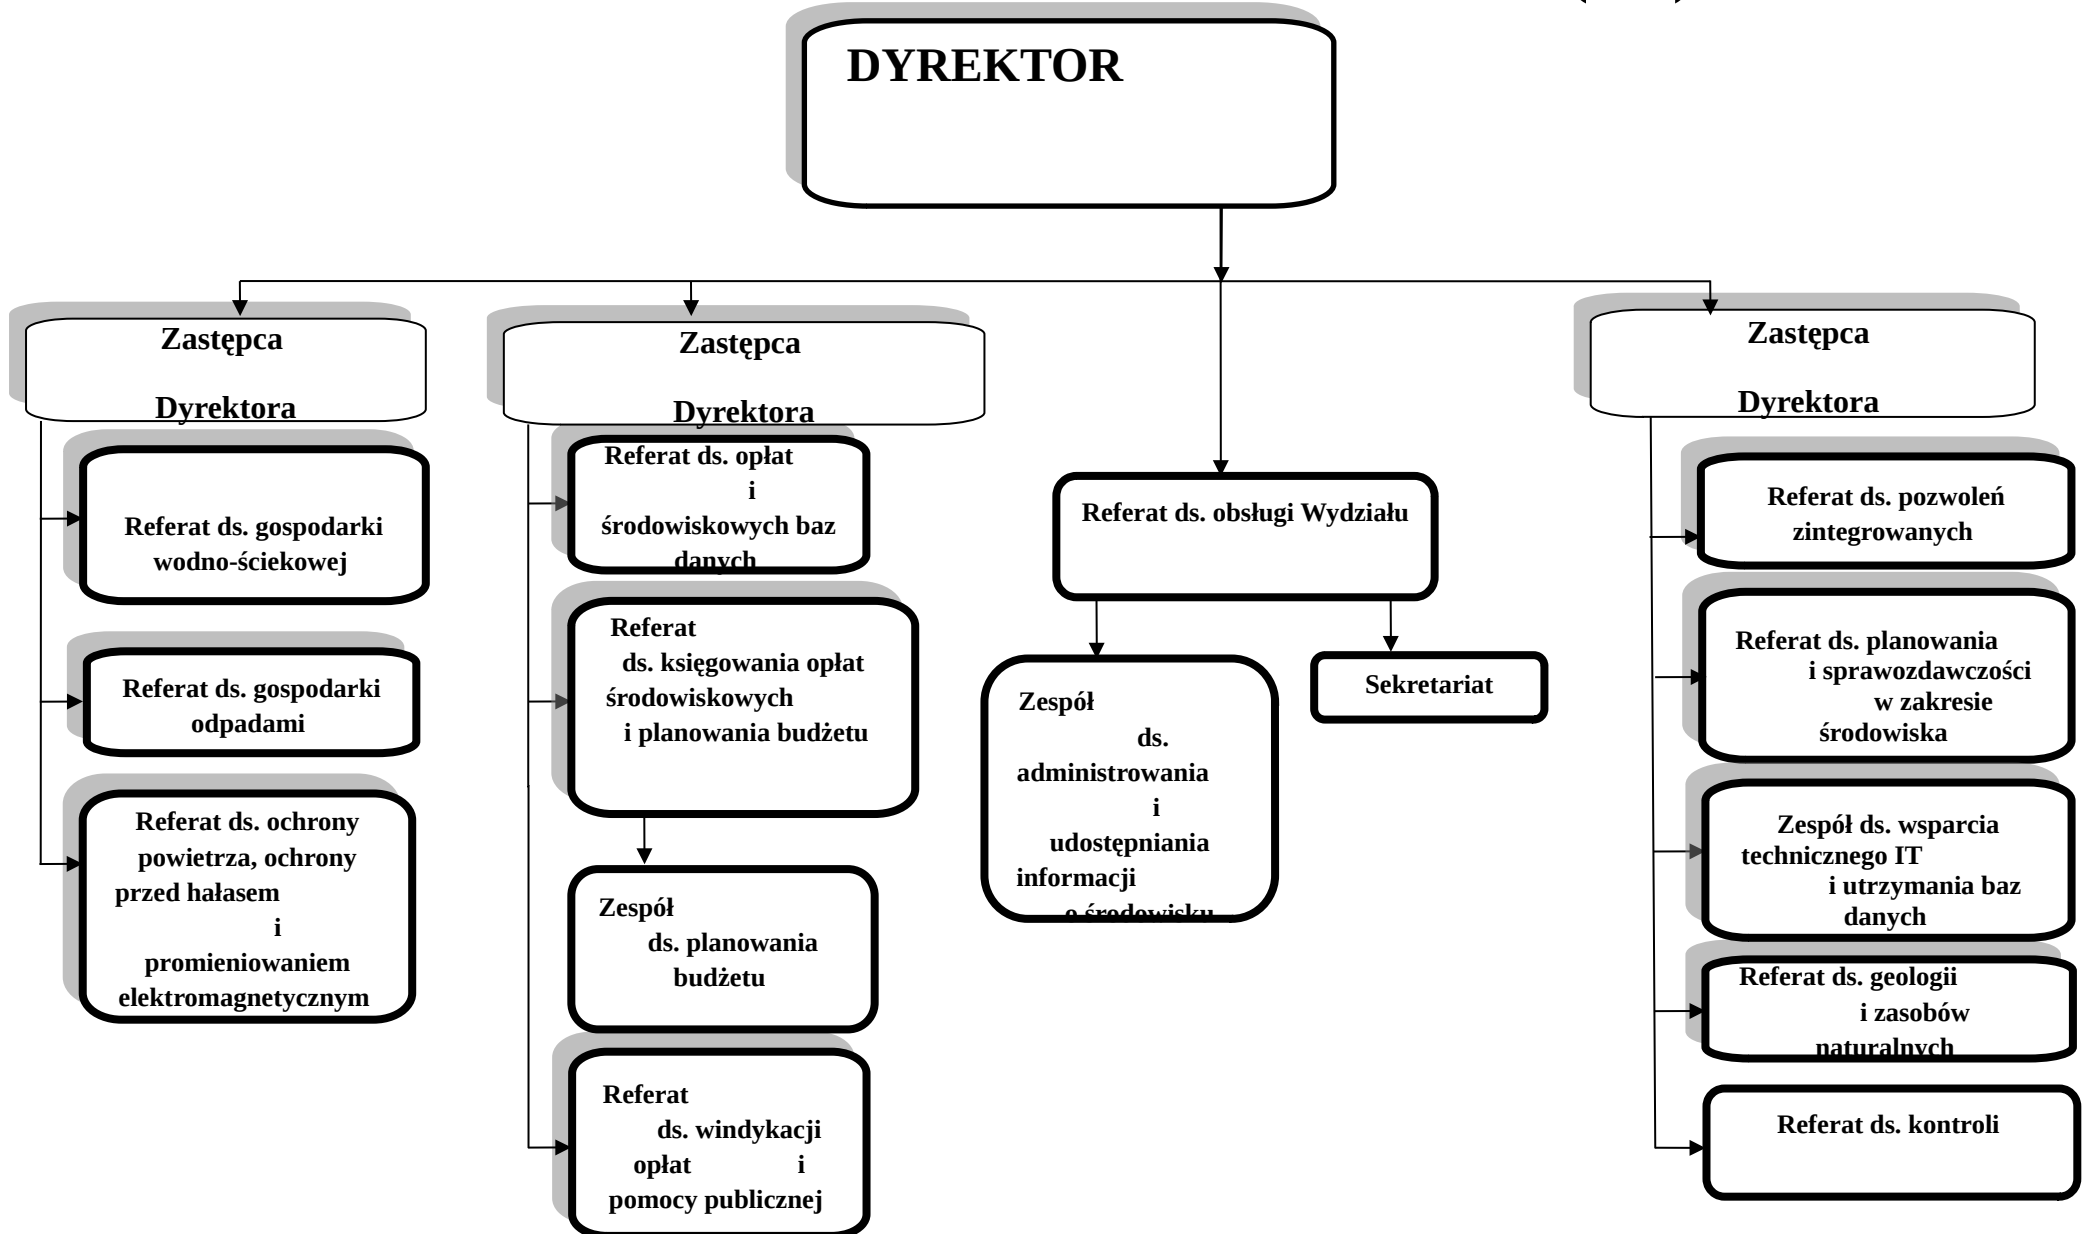 DYREKTOR
Zastępca
Dyrektora
Referat ds. gospodarki
wodno-ściekowej
Referat ds. gospodarki
odpadami
Referat ds. ochrony
powietrza, ochrony
przed hałasem
i
promieniowaniem
elektromagnetycznym
Zastępca
Dyrektora
Referat ds. opłat
i
środowiskowych baz
danych
Referat
ds. księgowania opłat
środowiskowych
i planowania budżetu
Zespół
ds. planowania
budżetu
Referat
ds. windykacji
opłat i
pomocy publicznej
Referat ds. obsługi Wydziału
Zespół
ds.
administrowania
i
udostępniania
informacji
o środowisku
Sekretariat
Zastępca
Dyrektora
Referat ds. pozwoleń
zintegrowanych
Referat ds. planowania
i sprawozdawczości
w zakresie
środowiska
Zespół ds. wsparcia
technicznego IT
i utrzymania baz
danych
Referat ds. geologii
i zasobów
naturalnych
Referat ds. kontroli